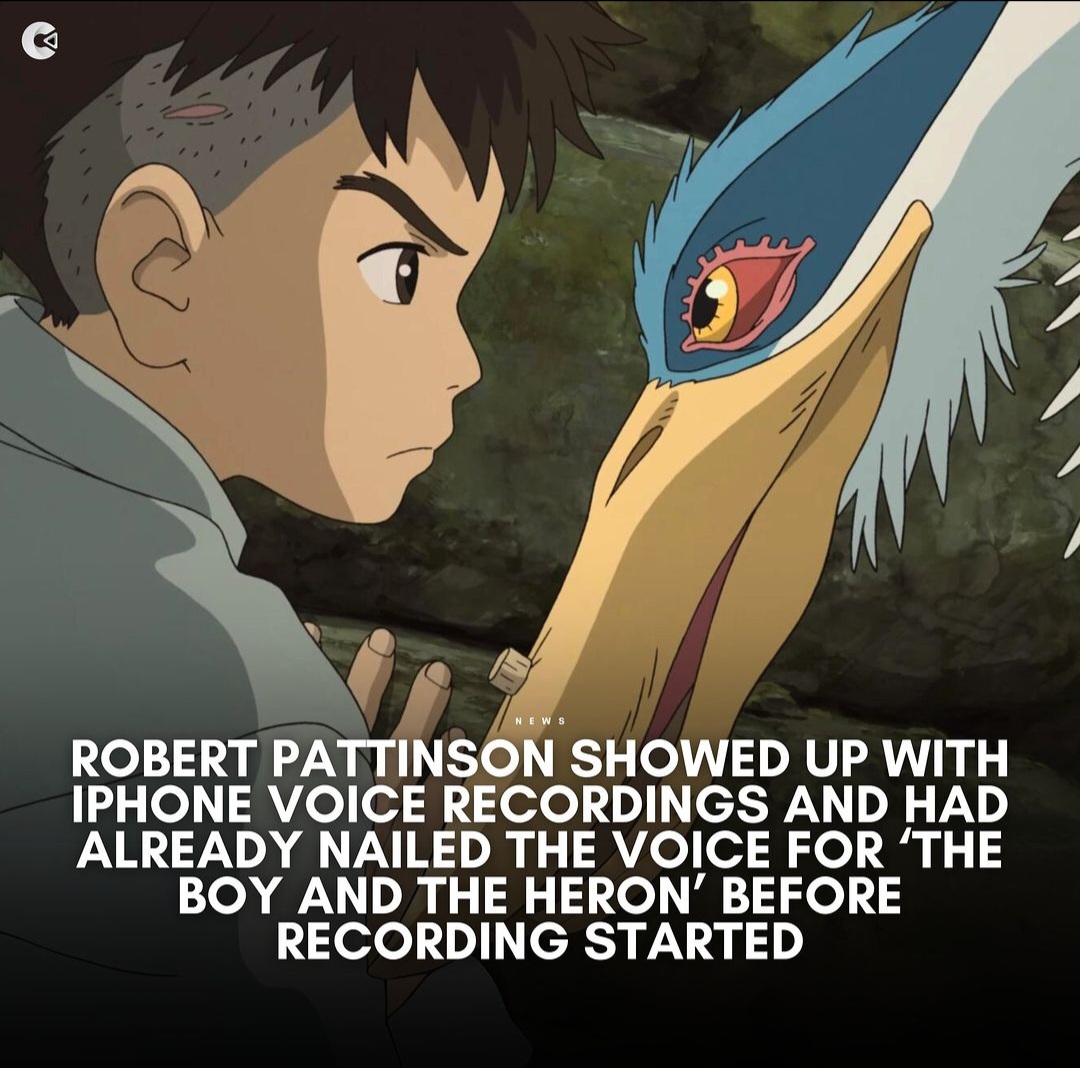 NEWS
ROBERT PATTINSON SHOWED UP WITH
IPHONE VOICE RECORDINGS AND HAD
ALREADY NAILED THE VOICE FOR ‘THE
BOY AND THE HERON’ BEFORE
RECORDING STARTED